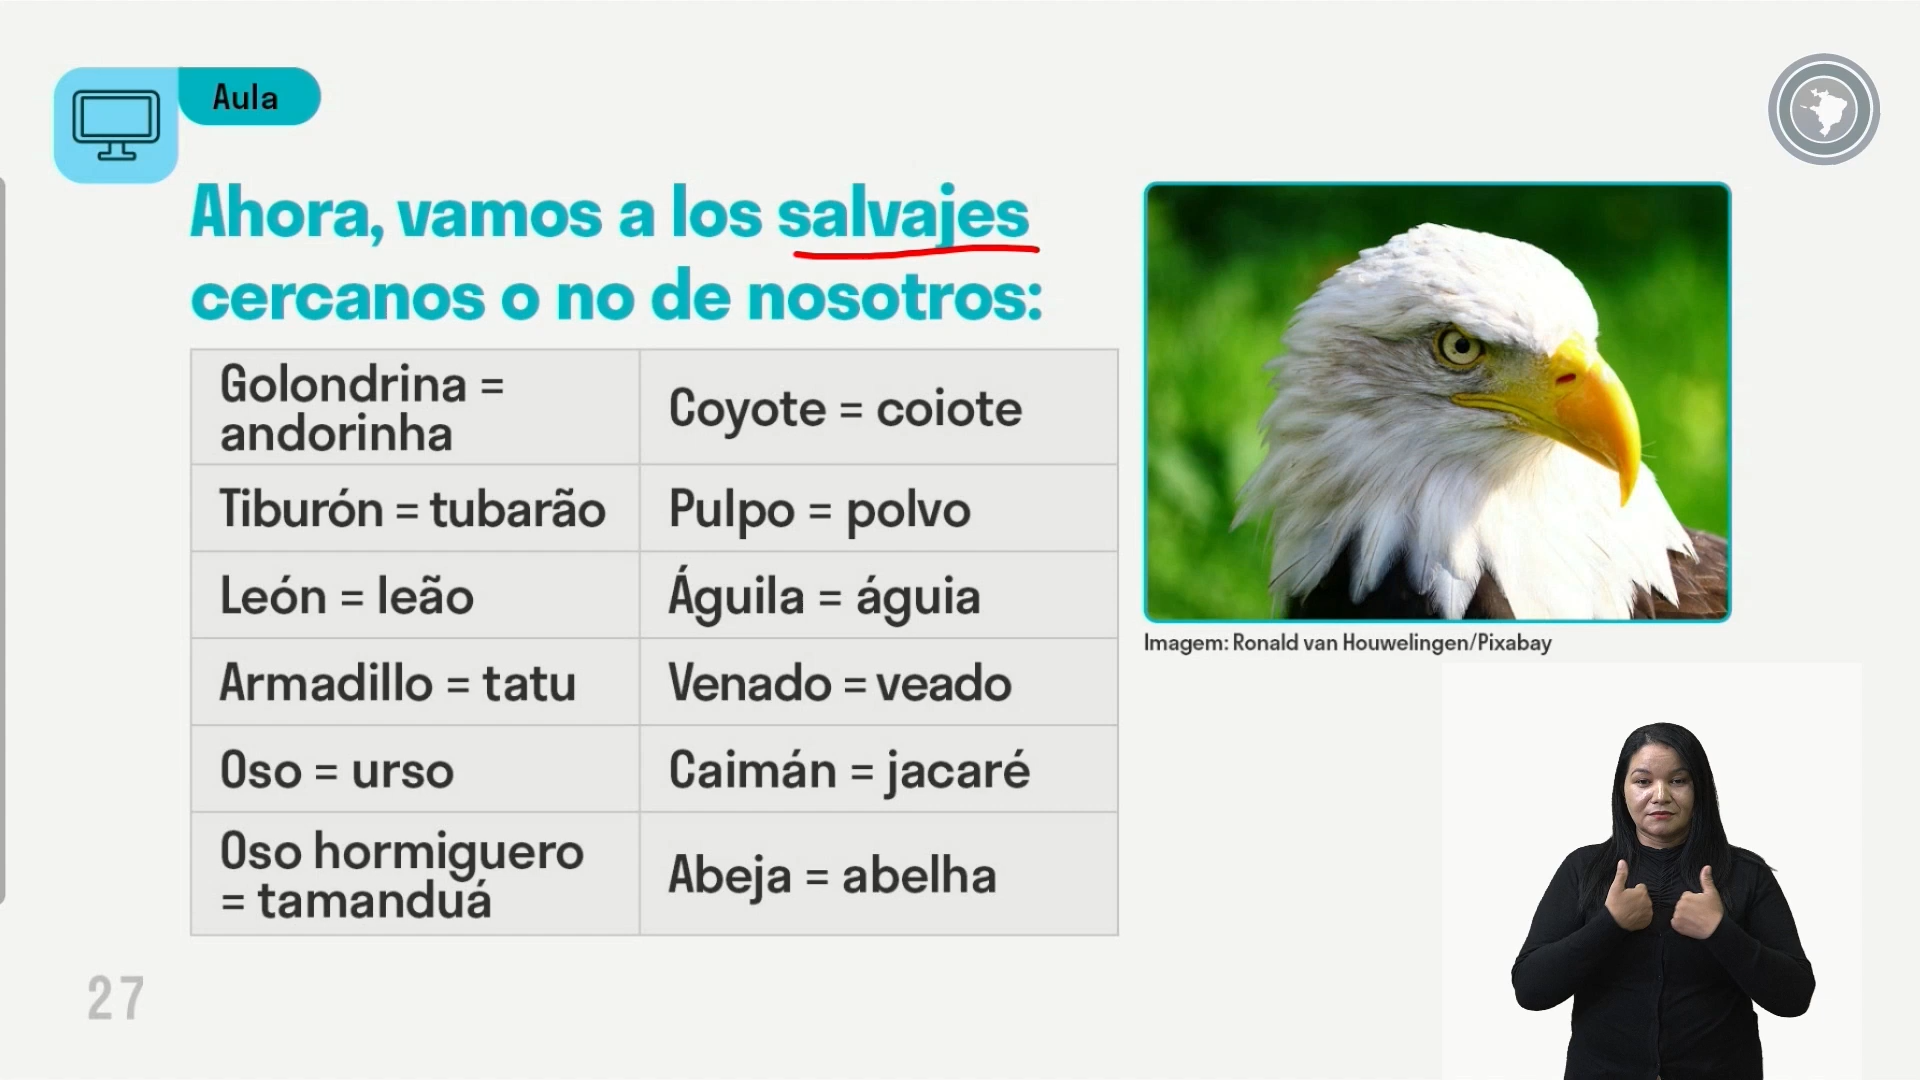 Aula
Ahora, vamos a los salvajes
cercanos o no de nosotros:
Golondrina =
andorinha
Coyote = coiote
Tiburón = tubarão
Pulpo = polvo
León = leão
Águila = águia
Armadillo = tatu
Venado = veado
Oso = urso
Caimán = jacaré
Oso hormiguero
= tamanduá
Abeja = abelha
Imagem: Ronald van Houwelingen/Pixabay
27